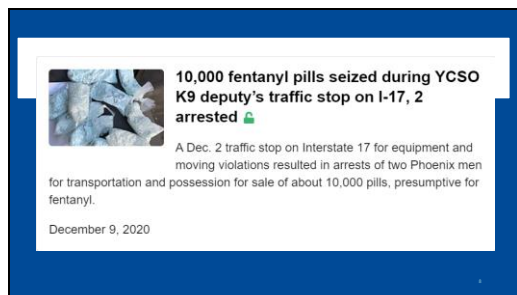 10,000 fentanyl pills seized during YCSO
K9 deputy's traffic stop on I-17, 2
arrested
A Dec. 2 traffic stop on Interstate 17 for equipment and
moving violations resulted in arrests of two Phoenix men
for transportation and possession for sale of about 10,000 pills, presumptive for
fentanyl.
December 9, 2020